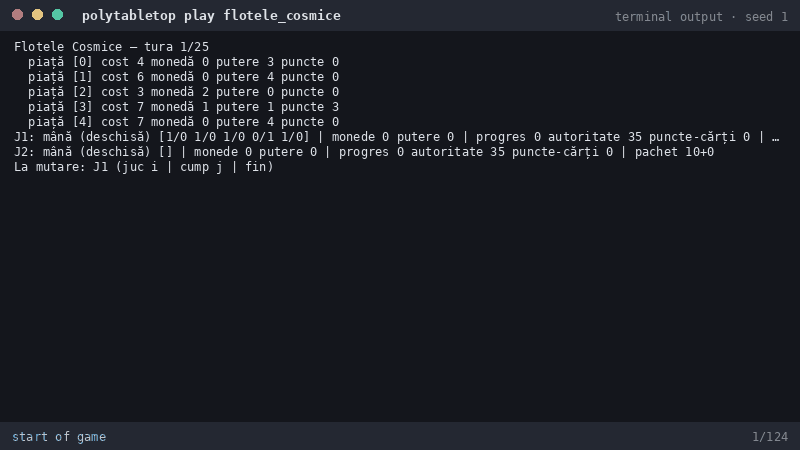 polytabletop play flotele_cosmice
terminal output · seed 1
Flotele Cosmice — tura 1/25
piață [0] cost 4 monedă 0 putere 3 puncte 0
piață [1] cost 6 monedă 0 putere 4 puncte 0
piață [2] cost 3 monedă 2 putere 0 puncte 0
piață [3] cost 7 monedă 1 putere 1 puncte 3
piață [4] cost 7 monedă 0 putere 4 puncte 0
J1: mână (deschisă) [1/0 1/0 1/0 0/1 1/0] | monede 0 putere 0 | progres 0 autoritate 35 puncte-cărți 0 | …
J2: mână (deschisă) [] | monede 0 putere 0 | progres 0 autoritate 35 puncte-cărți 0 | pachet 10+0
La mutare: J1 (juc i | cump j | fin)
start of game
1/124